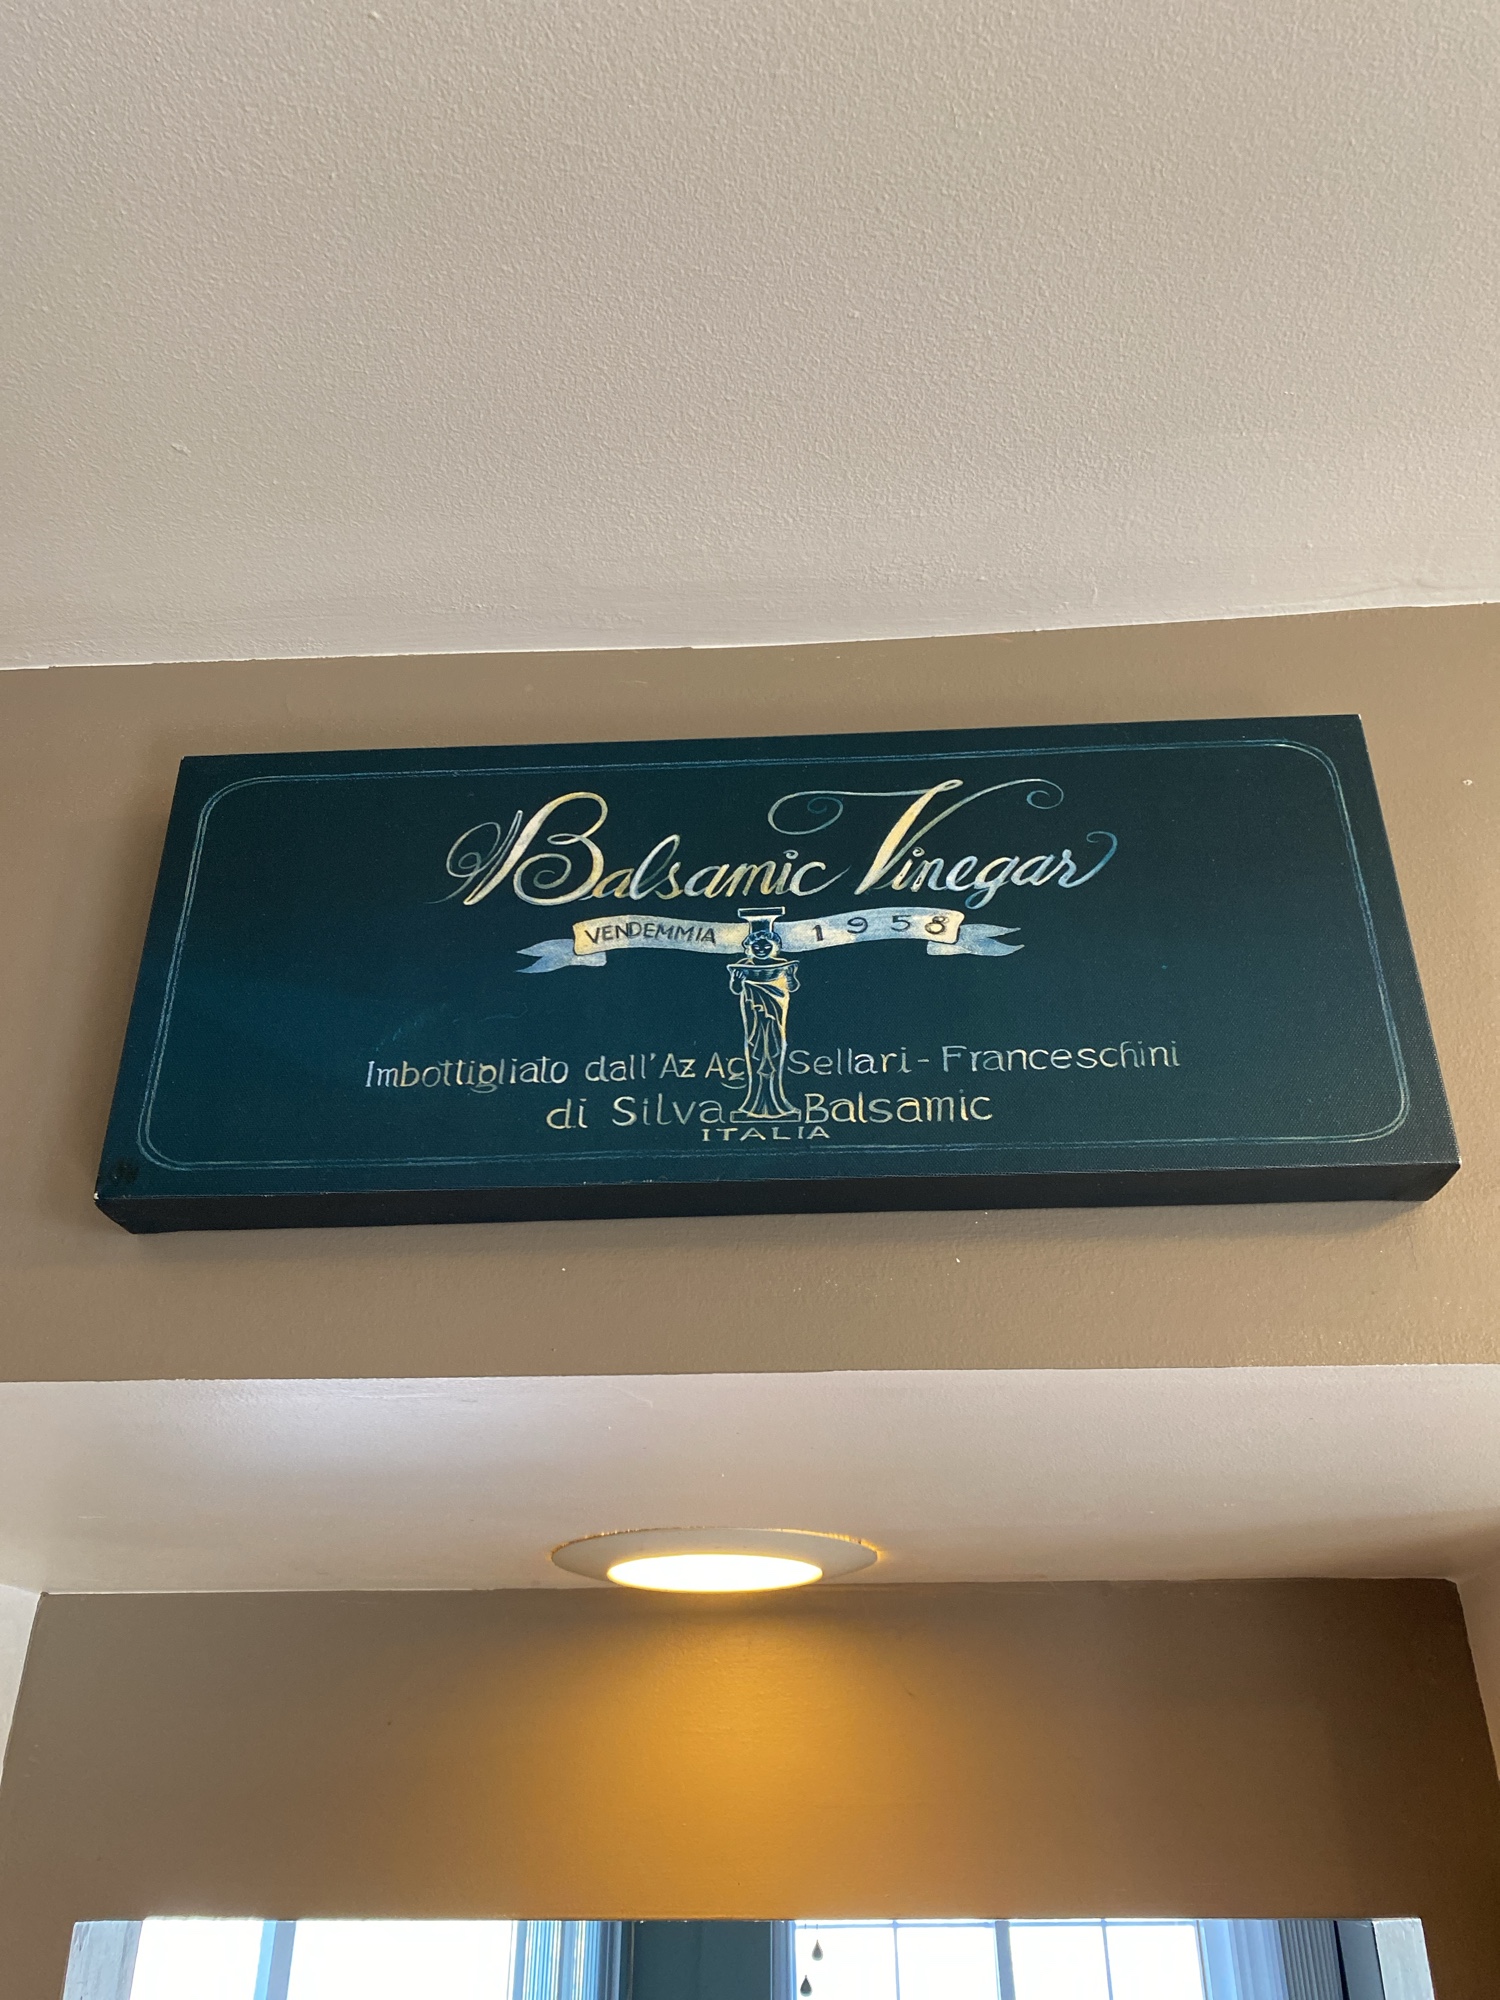 Balsamic Vinegar
VENDEMMIA 1958
Imbottigliato dall'Az Ag Sellari-Franceschini
di Silva Balsamic
ITALIA